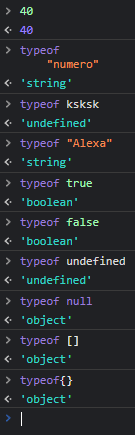 > 40
<· 40
> typeof
"numero"
<· 'string'
> typeof ksksk
<· 'undefined'
> typeof "Alexa"
<· 'string'
> typeof true
<· 'boolean'
> typeof false
<· 'boolean'
> typeof undefined
<· 'undefined'
> typeof null
<· 'object'
> typeof []
<· 'object'
> typeof{}
<· 'object'
>